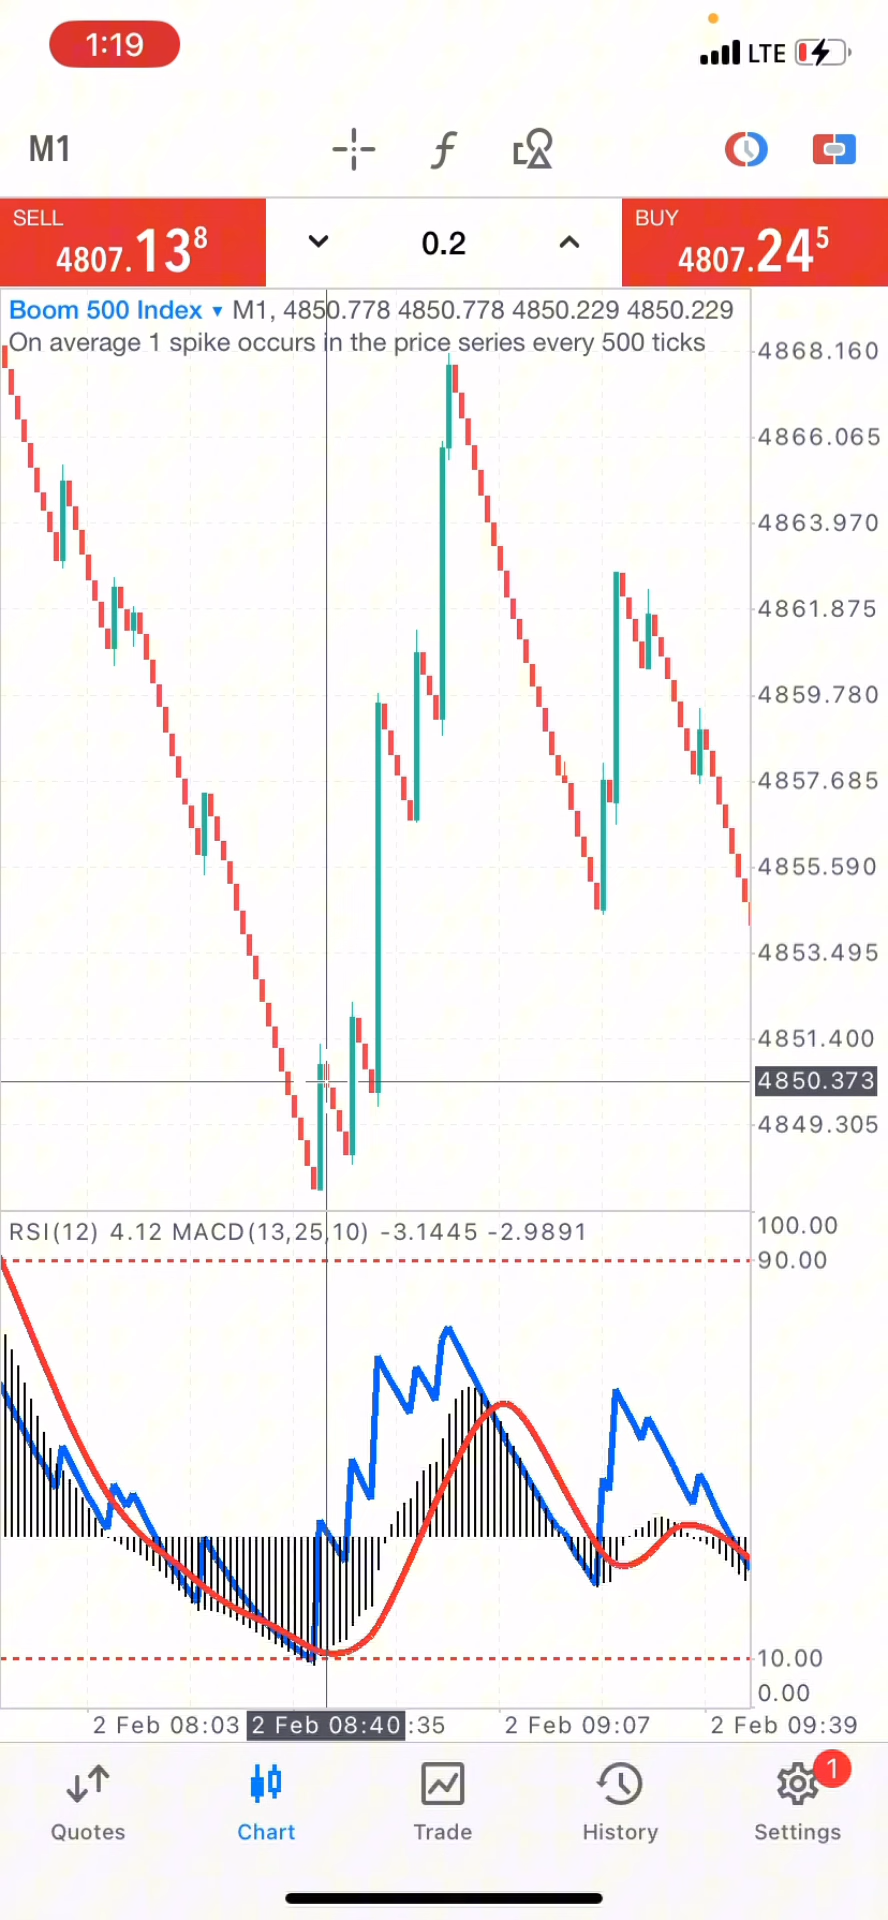 1:19
LTE
M1
SELL
4807.138
0.2
BUY
4807.245
Boom 500 Index ▾ M1, 4850.778 4850.778 4850.229 4850.229
On average 1 spike occurs in the price series every 500 ticks
4868.160
4866.065
4863.970
4861.875
4859.780
4857.685
4855.590
4853.495
4851.400
4850.373
4849.305
RSI(12) 4.12 MACD(13,25,10) -3.1445 -2.9891
100.00
90.00
10.00
0.00
2 Feb 08:03 2 Feb 08:40 :35 2 Feb 09:07 2 Feb 09:39
1
Quotes Chart Trade History Settings